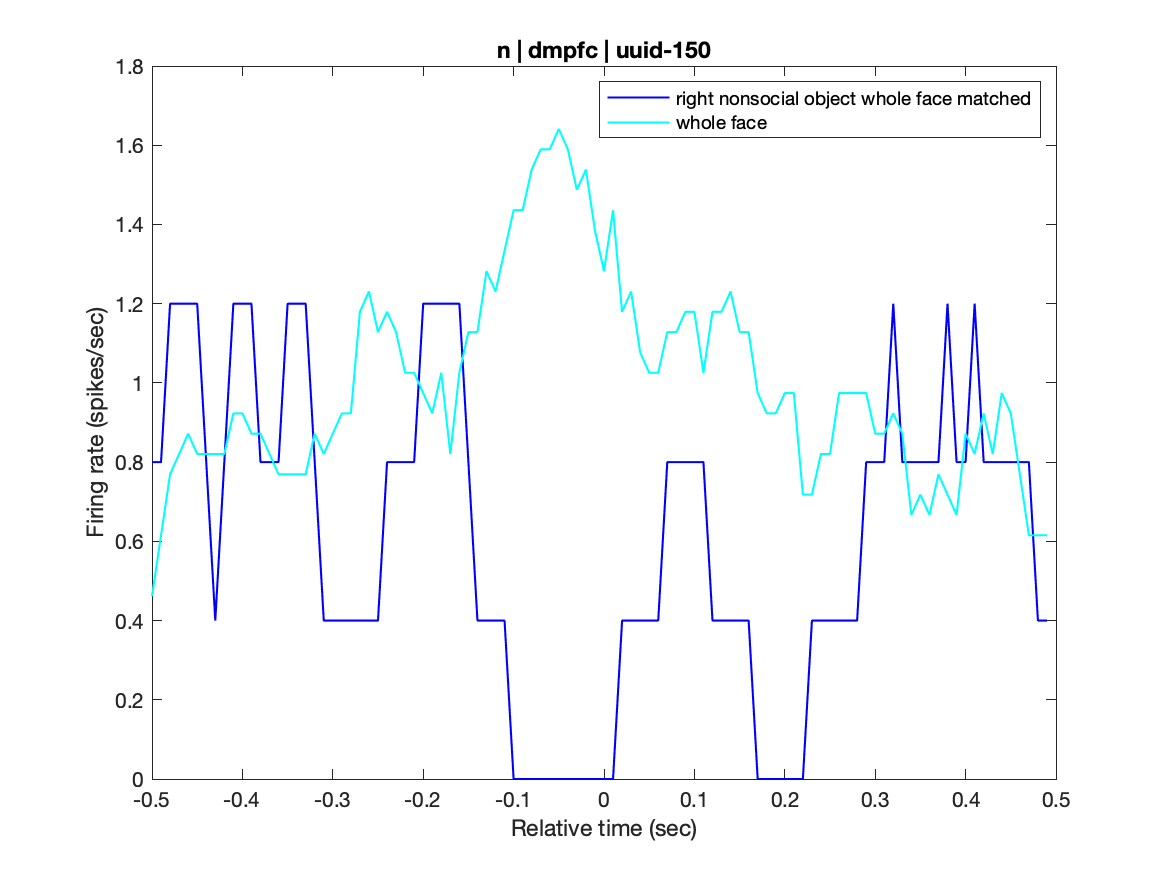 n | dmpfc | uuid-150
right nonsocial object whole face matched
whole face
Firing rate (spikes/sec)
1.8
1.6
1.4
1.2
1
0.8
0.6
0.4
0.2
0
-0.5 -0.4 -0.3 -0.2 -0.1 0 0.1 0.2 0.3 0.4 0.5
Relative time (sec)